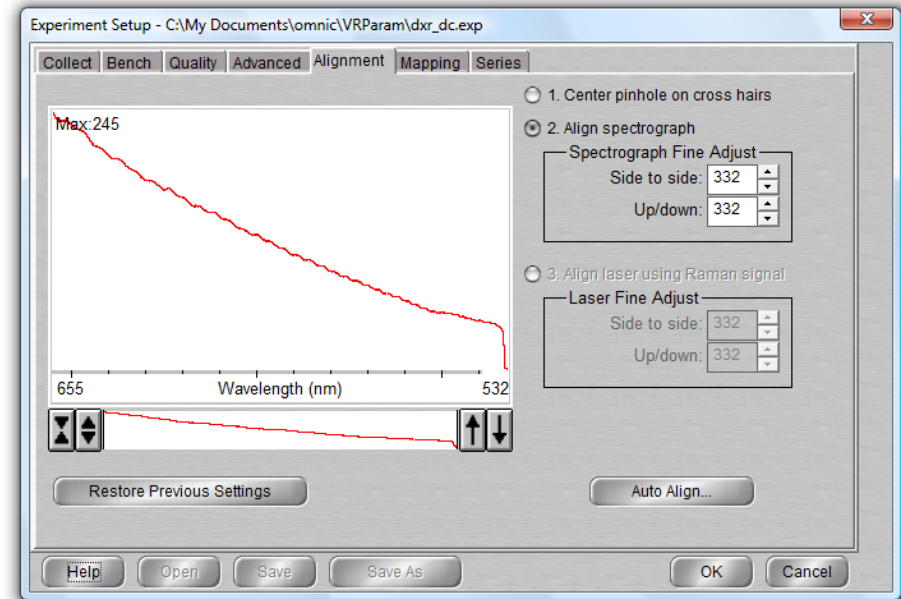 Experiment Setup - C:\My Documents\omnic\VRParam\dxr_dc.exp
Collect Bench Quality Advanced Alignment Mapping Series
Max:245
655 Wavelength (nm) 532
1. Center pinhole on cross hairs
2. Align spectrograph
Spectrograph Fine Adjust
Side to side: 332
Up/down: 332
3. Align laser using Raman signal
Laser Fine Adjust
Side to side: 332
Up/down: 332
Restore Previous Settings
Auto Align...
Help Open Save Save As OK Cancel